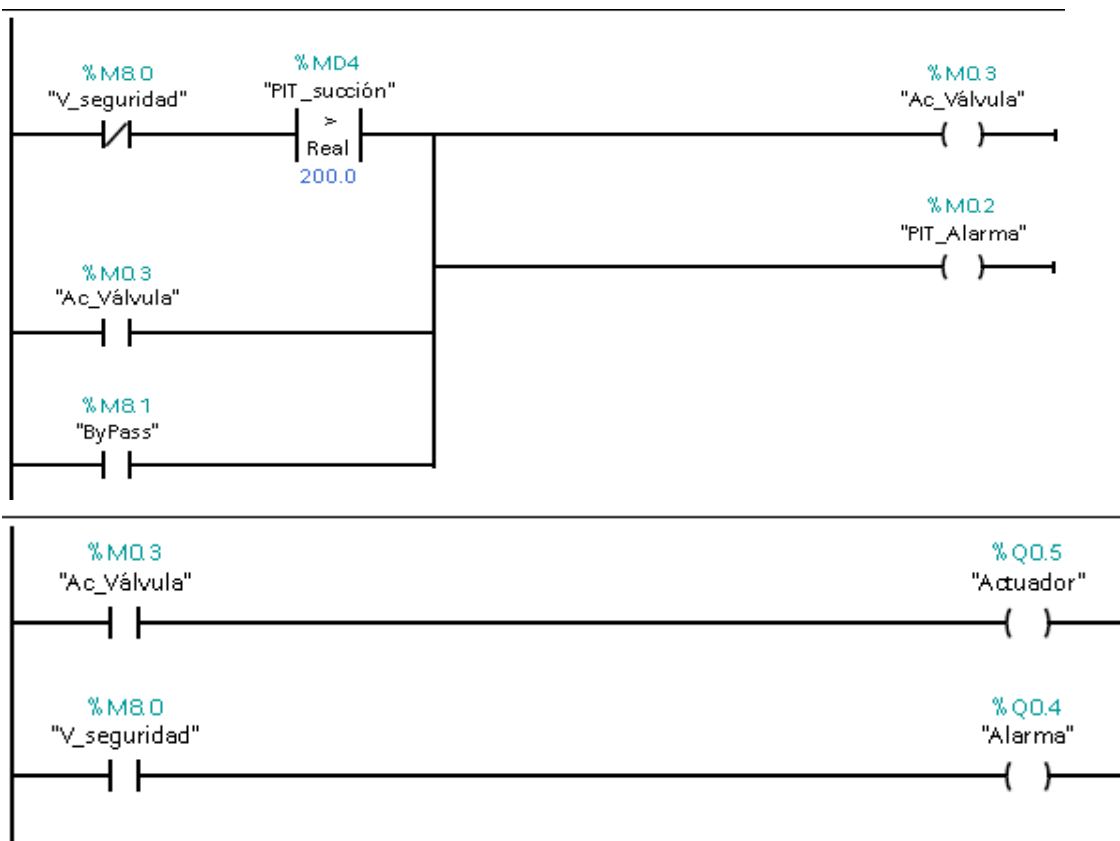 %M8.0
"V_seguridad"
%MD4
"PIT_succión"
>
Real
200.0
%M0.3
"Ac_Válvula"
%M0.2
"PIT_Alarma"
%M0.3
"Ac_Válvula"
%M8.1
"ByPass"
%M0.3
"Ac_Válvula"
%Q0.5
"Actuador"
%M8.0
"V_seguridad"
%Q0.4
"Alarma"